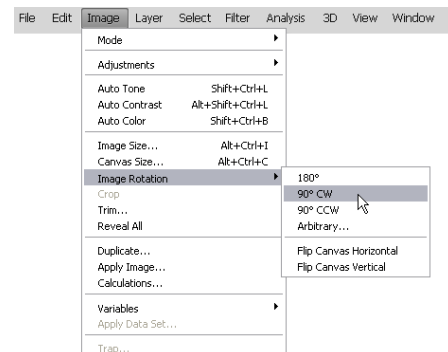 File Edit Image Layer Select Filter Analysis 3D View Window
Mode
Adjustments
Auto Tone Shift+Ctrl+L
Auto Contrast Alt+Shift+Ctrl+L
Auto Color Shift+Ctrl+B
Image Size... Alt+Ctrl+I
Canvas Size... Alt+Ctrl+C
Image Rotation
Crop
Trim...
Reveal All
Duplicate...
Apply Image...
Calculations...
Variables
Apply Data Set...
Trap...
180°
90° CW
90° CCW
Arbitrary...
Flip Canvas Horizontal
Flip Canvas Vertical